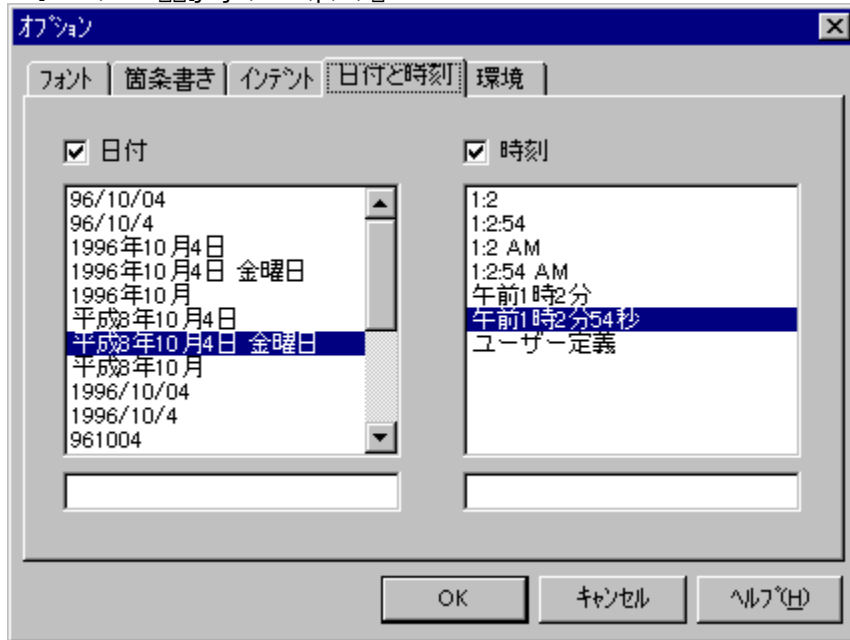 オプション
フォント 箇条書き インデント 日付と時刻 環境
日付
96/10/04
96/10/4
1996年10月4日
1996年10月4日 金曜日
1996年10月
平成8年10月4日
平成8年10月4日 金曜日
平成8年10月
1996/10/04
1996/10/4
961004
時刻
1:2
1:2:54
1:2 AM
1:2:54 AM
午前1時2分
午前1時2分54秒
ユーザー定義
OK キャンセル ヘルプ(H)